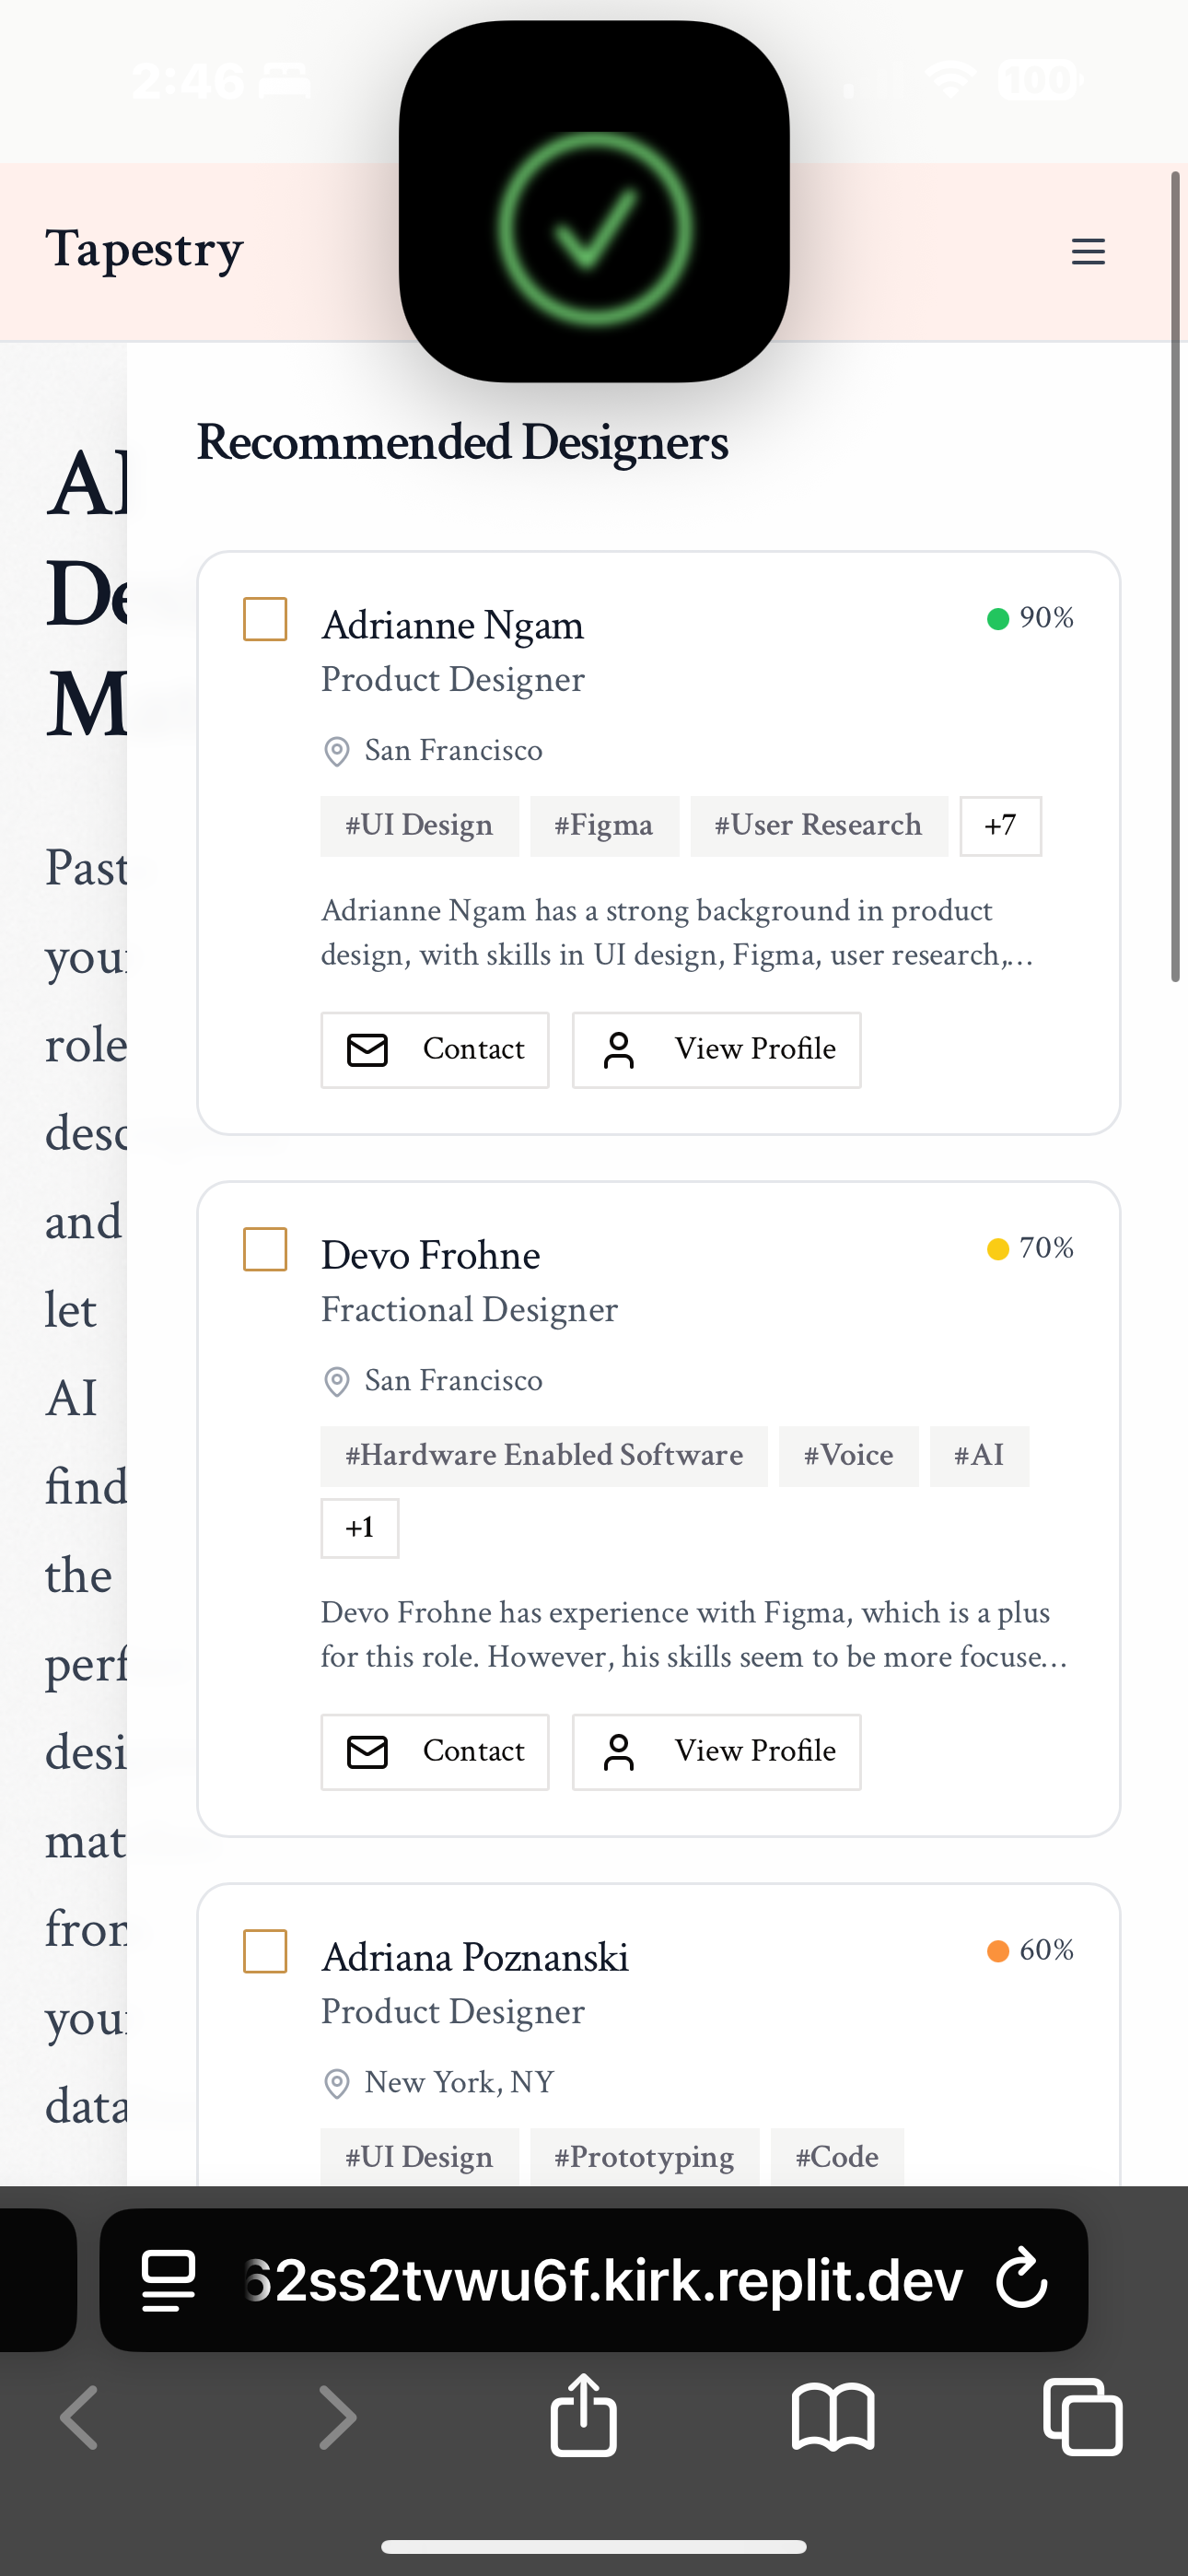 2:46
100
Tapestry
Recommended Designers
Adrianne Ngam
90%
Product Designer
San Francisco
#UI Design
#Figma
#User Research
+7
Adrianne Ngam has a strong background in product
design, with skills in UI design, Figma, user research,…
Contact
View Profile
Devo Frohne
70%
Fractional Designer
San Francisco
#Hardware Enabled Software
#Voice
#AI
+1
Devo Frohne has experience with Figma, which is a plus
for this role. However, his skills seem to be more focuse…
Contact
View Profile
Adriana Poznanski
60%
Product Designer
New York, NY
#UI Design
#Prototyping
#Code
De
M
Past
role
desc
and
let
AI
find
the
perf
desi
mat
data
62ss2tvwu6f.kirk.replit.dev